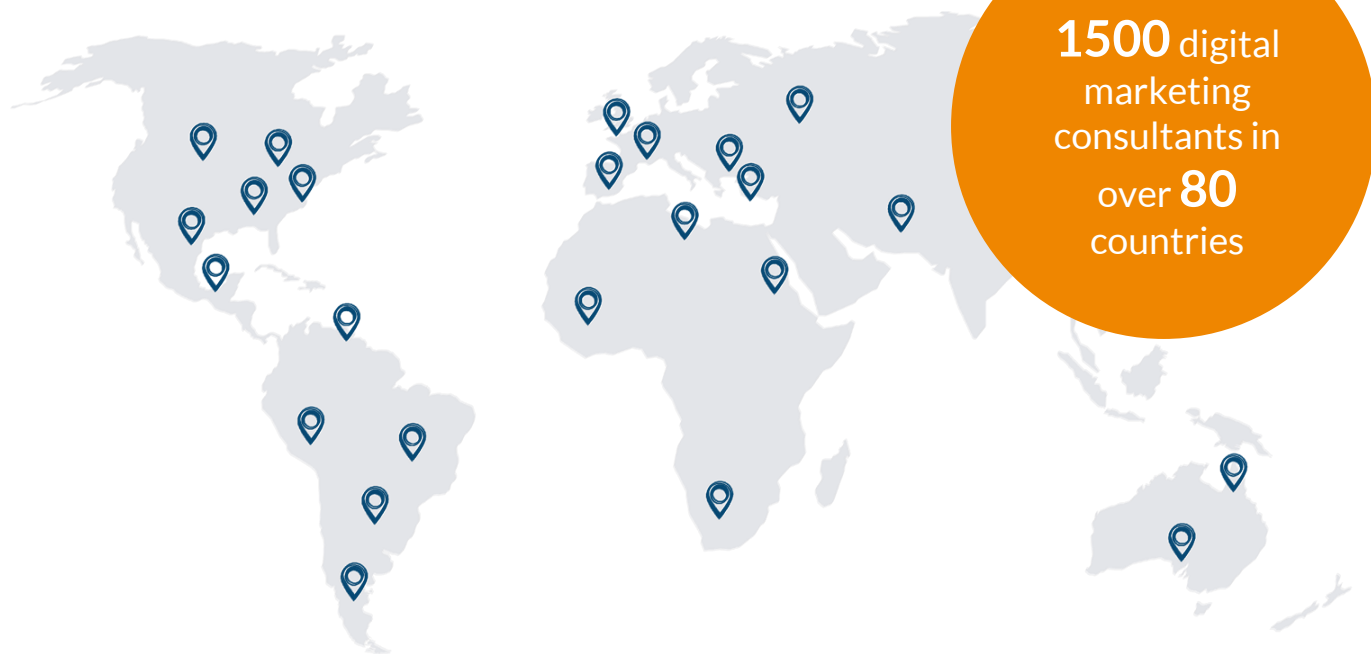 1500 digital
marketing
consultants in
over 80
countries